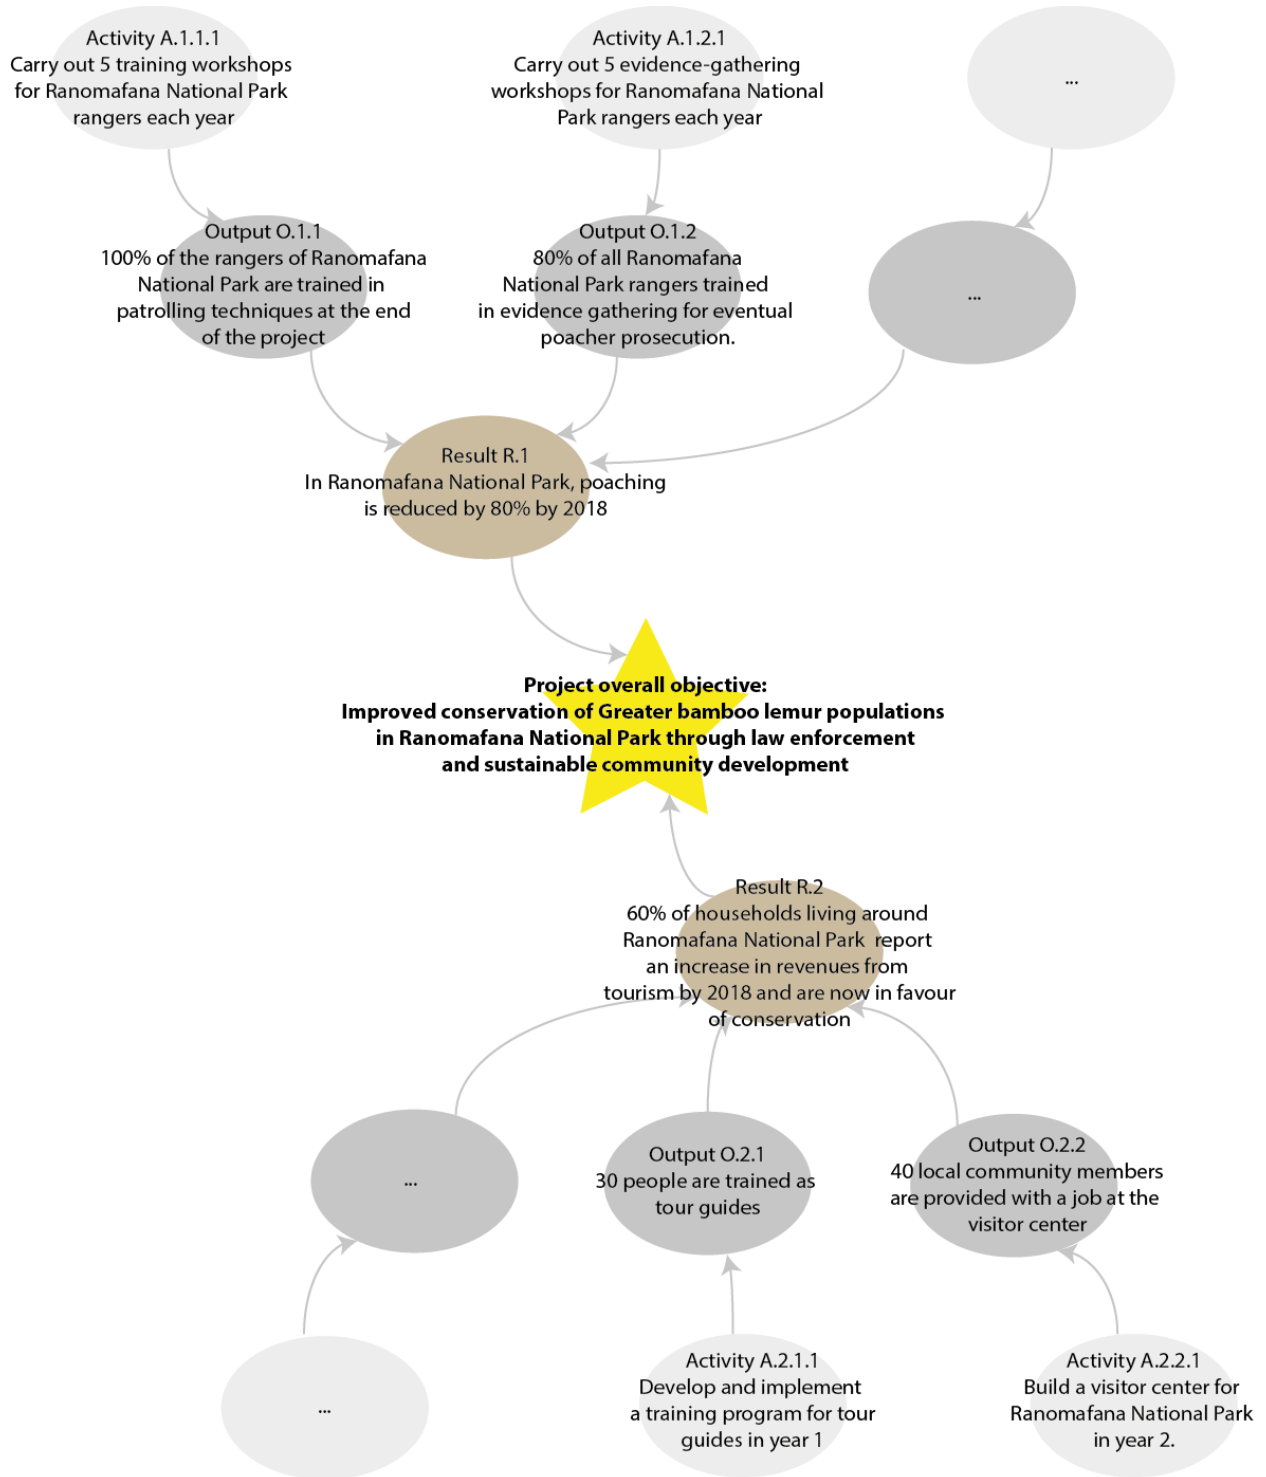 Activity A.1.1.1
Carry out 5 training workshops
for Ranomafana National Park
rangers each year
Activity A.1.2.1
Carry out 5 evidence-gathering
workshops for Ranomafana National
Park rangers each year
...
Output O.1.1
100% of the rangers of Ranomafana
National Park are trained in
patrolling techniques at the end
of the project
Output O.1.2
80% of all Ranomafana
National Park rangers trained
in evidence gathering for eventual
poacher prosecution.
...
Result R.1
In Ranomafana National Park, poaching
is reduced by 80% by 2018
Project overall objective:
Improved conservation of Greater bamboo lemur populations
in Ranomafana National Park through law enforcement
and sustainable community development
Result R.2
60% of households living around
Ranomafana National Park report
an increase in revenues from
tourism by 2018 and are now in favour
of conservation
...
Output O.2.1
30 people are trained as
tour guides
Output O.2.2
40 local community members
are provided with a job at the
visitor center
...
Activity A.2.1.1
Develop and implement
a training program for tour
guides in year 1
Activity A.2.2.1
Build a visitor center for
Ranomafana National Park
in year 2.